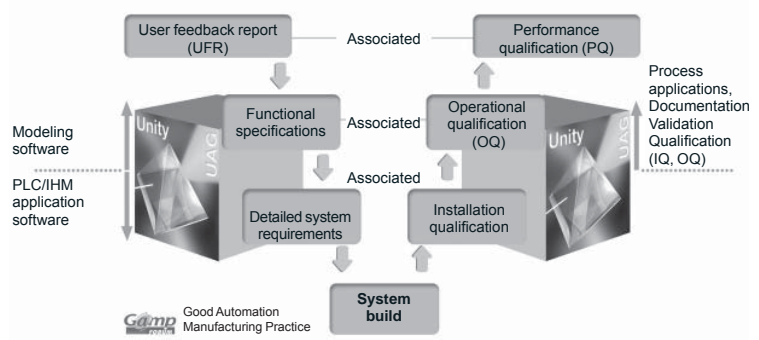 User feedback report
(UFR)
Associated
Performance
qualification (PQ)
Process
applications,
Documentation
Validation
Qualification
(IQ, OQ)
Modeling
software
PLC/IHM
application
software
Unity
UAG
Functional
specifications
Associated
Operational
qualification
(OQ)
Unity
UAG
Associated
Detailed system
requirements
Installation
qualification
System
build
Gamp
Good Automation
Manufacturing Practice